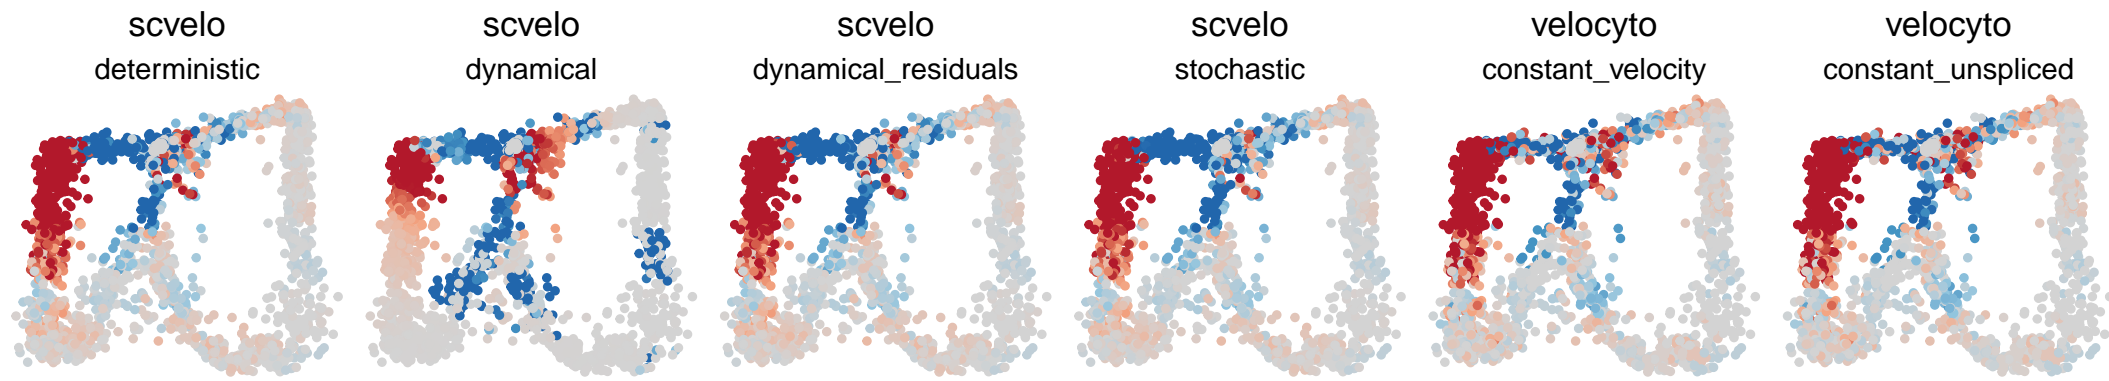 scvelo scvelo scvelo scvelo velocyto velocyto
deterministic dynamical dynamical_residuals stochastic constant_velocity constant_unspliced